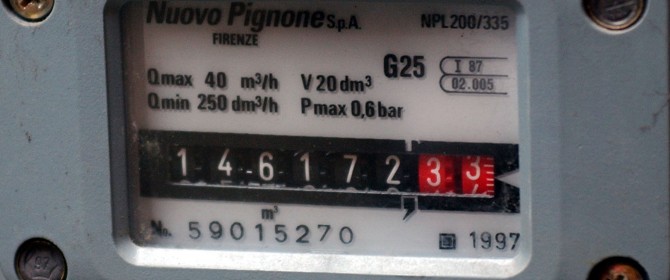 Nuovo Pignone S.p.A. NPL200/335
FIRENZE
G25 I 87
02.005
Qmax 40 m³/h V 20 dm³
Qmin 250 dm³/h Pmax 0,6 bar
1 4 6 1 7 2 3 3
m³
No. 59015270 1997